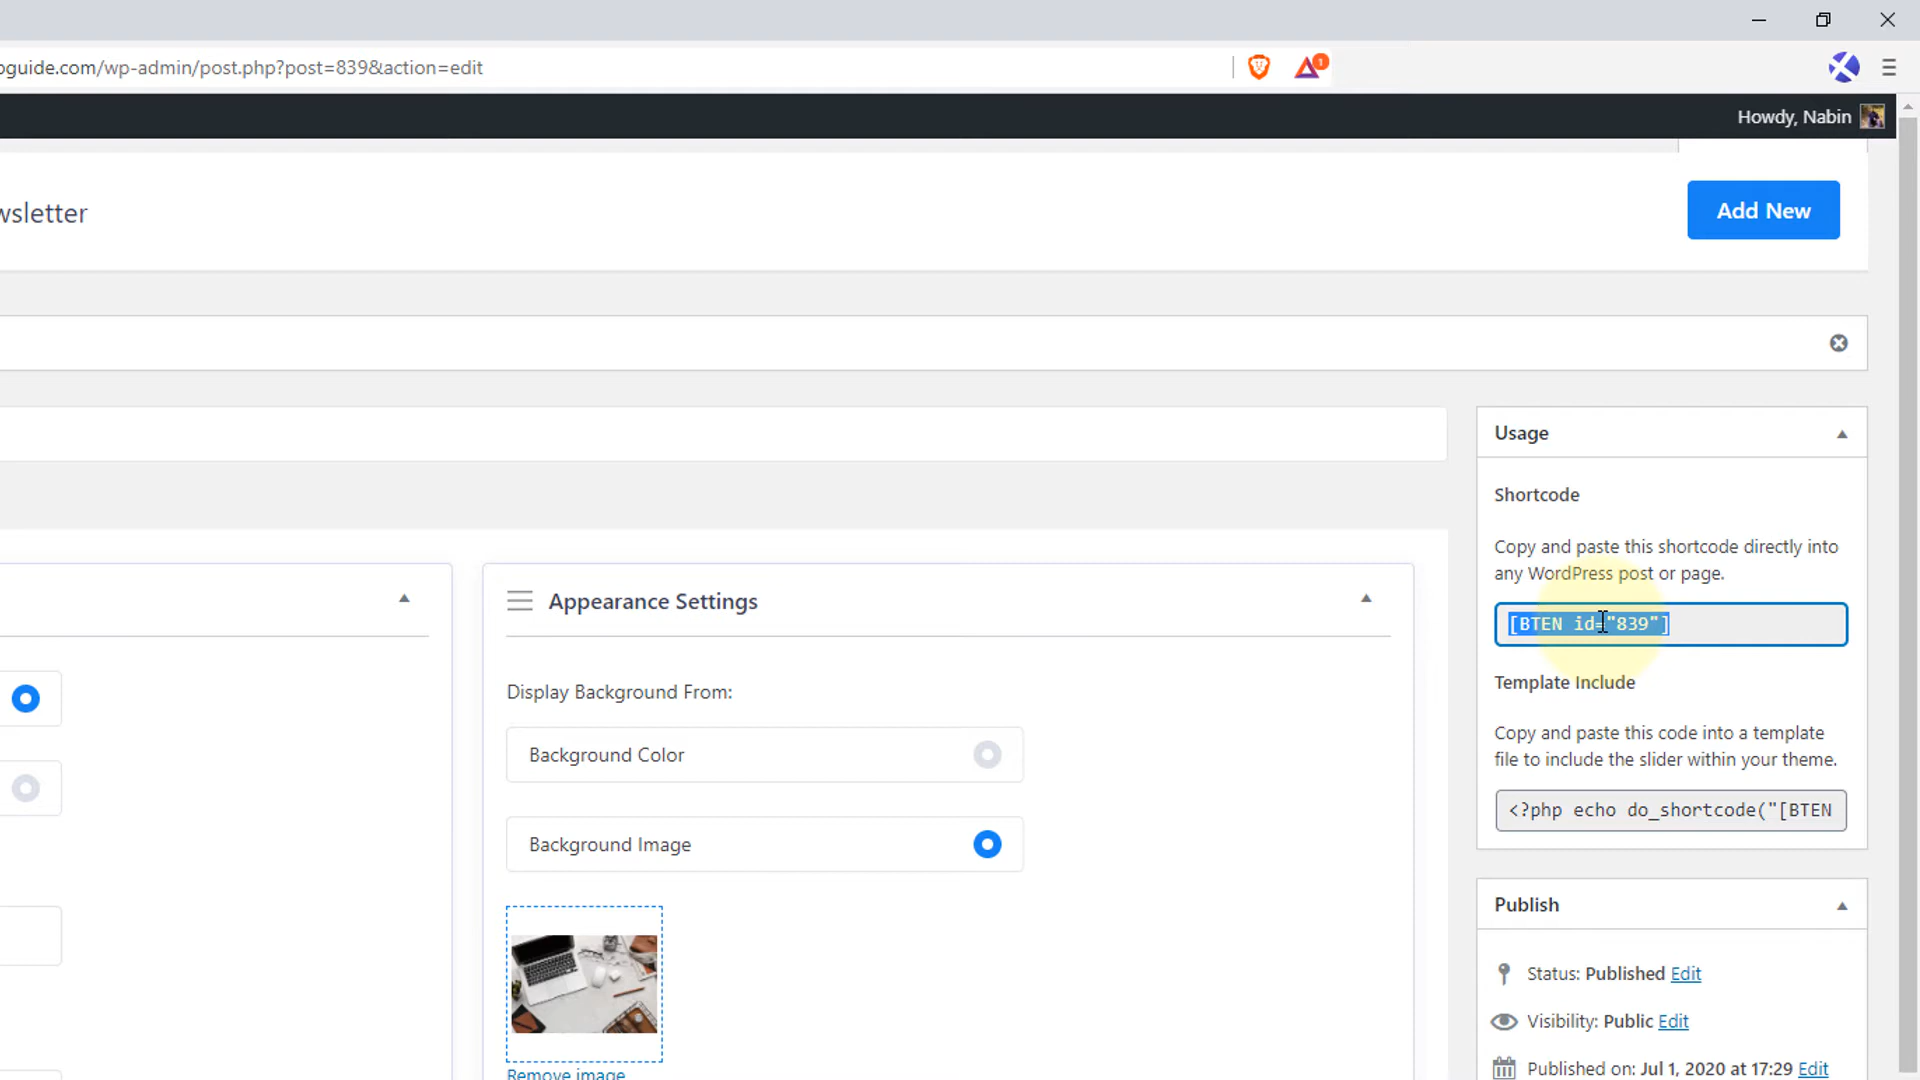 oguide.com/wp-admin/post.php?post=839&action=edit
1
Howdy, Nabin
wsletter
Add New
Usage
Shortcode
Copy and paste this shortcode directly into
any WordPress post or page.
[BTEN id="839"]
Template Include
Copy and paste this code into a template
file to include the slider within your theme.
<?php echo do_shortcode("[BTEN
Appearance Settings
Display Background From:
Background Color
Background Image
Remove image
Publish
Status: Published Edit
Visibility: Public Edit
Published on: Jul 1, 2020 at 17:29 Edit